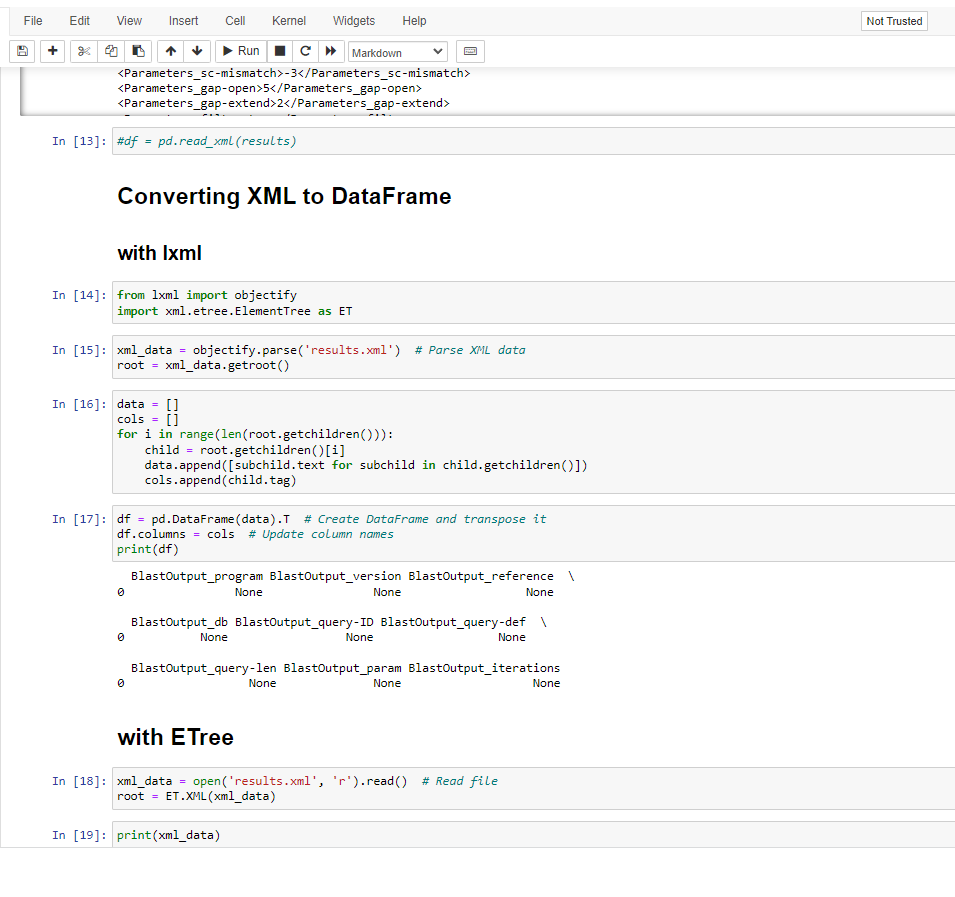 File Edit View Insert Cell Kernel Widgets Help Not Trusted
Run Markdown
<Parameters_sc-mismatch>-3</Parameters_sc-mismatch>
<Parameters_gap-open>5</Parameters_gap-open>
<Parameters_gap-extend>2</Parameters_gap-extend>
In [13]: #df = pd.read_xml(results)
Converting XML to DataFrame
with lxml
In [14]: from lxml import objectify
import xml.etree.ElementTree as ET
In [15]: xml_data = objectify.parse('results.xml')  # Parse XML data
root = xml_data.getroot()
In [16]: data = []
cols = []
for i in range(len(root.getchildren())):
    child = root.getchildren()[i]
    data.append([subchild.text for subchild in child.getchildren()])
    cols.append(child.tag)
In [17]: df = pd.DataFrame(data).T  # Create DataFrame and transpose it
df.columns = cols  # Update column names
print(df)
  BlastOutput_program BlastOutput_version BlastOutput_reference  \
0                None                None                  None
  BlastOutput_db BlastOutput_query-ID BlastOutput_query-def  \
0           None                 None                  None
  BlastOutput_query-len BlastOutput_param BlastOutput_iterations
0                  None              None                   None
with ETree
In [18]: xml_data = open('results.xml', 'r').read()  # Read file
root = ET.XML(xml_data)
In [19]: print(xml_data)